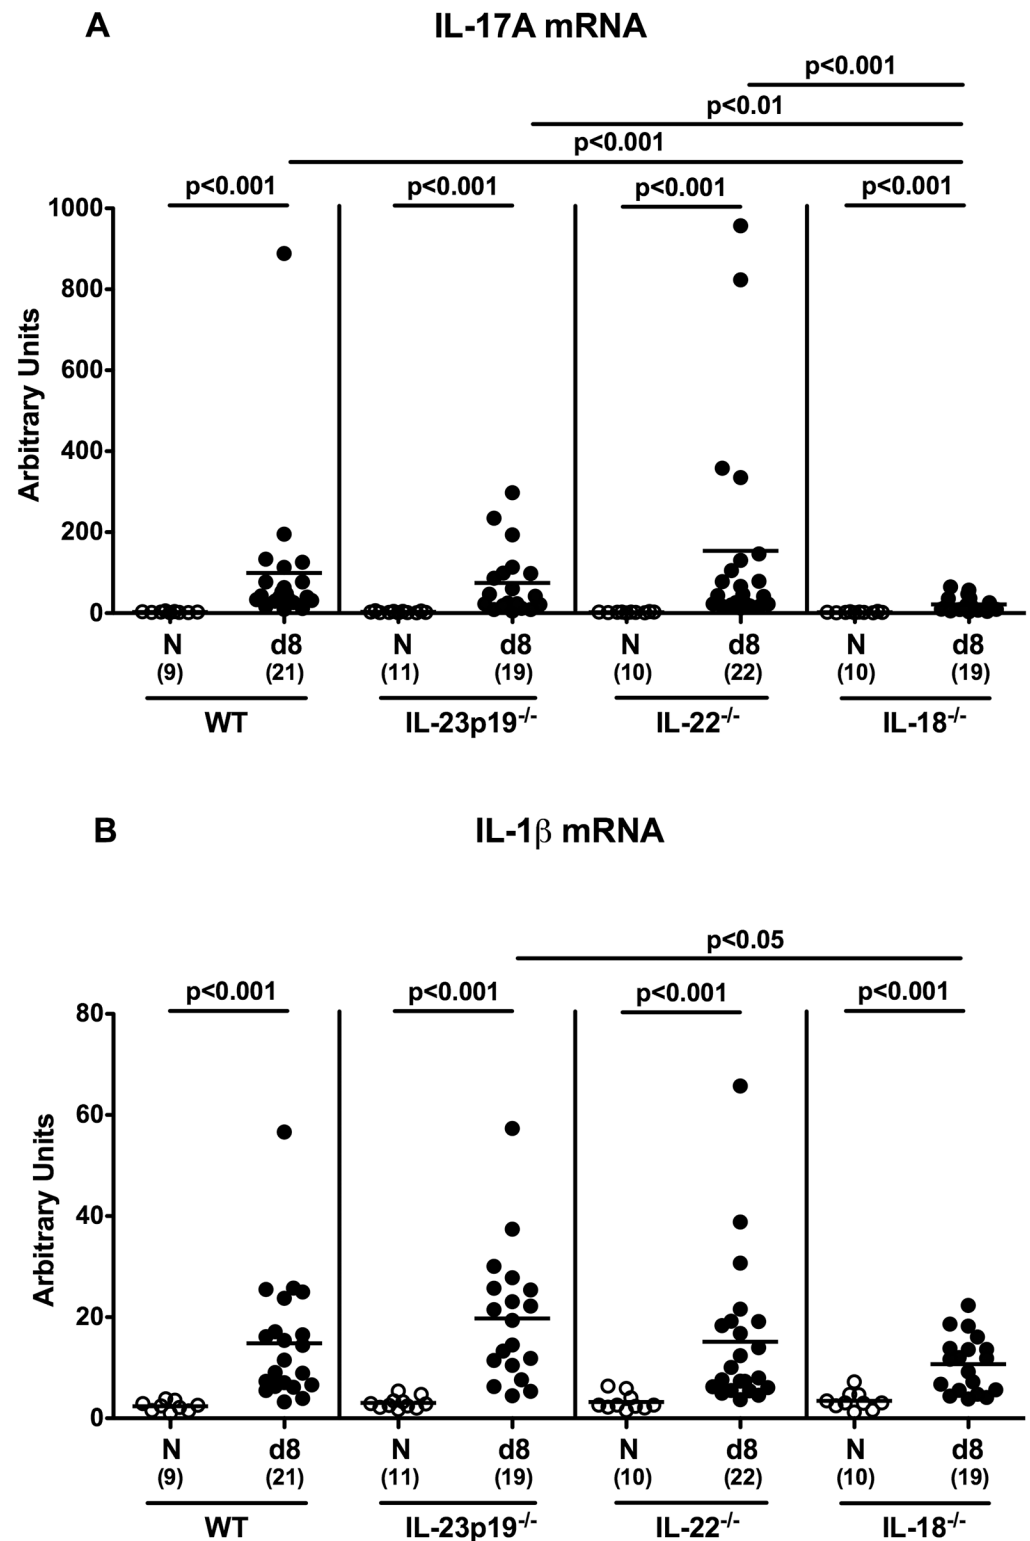 A IL-17A mRNA
p<0.001
p<0.01
p<0.001
p<0.001 p<0.001 p<0.001 p<0.001
1000
800
600
400
200
0
Arbitrary Units
N d8 N d8 N d8 N d8
(9) (21) (11) (19) (10) (22) (10) (19)
WT IL-23p19-/- IL-22-/- IL-18-/-
B IL-1β mRNA
p<0.05
p<0.001 p<0.001 p<0.001 p<0.001
80
60
40
20
0
Arbitrary Units
N d8 N d8 N d8 N d8
(9) (21) (11) (19) (10) (22) (10) (19)
WT IL-23p19-/- IL-22-/- IL-18-/-